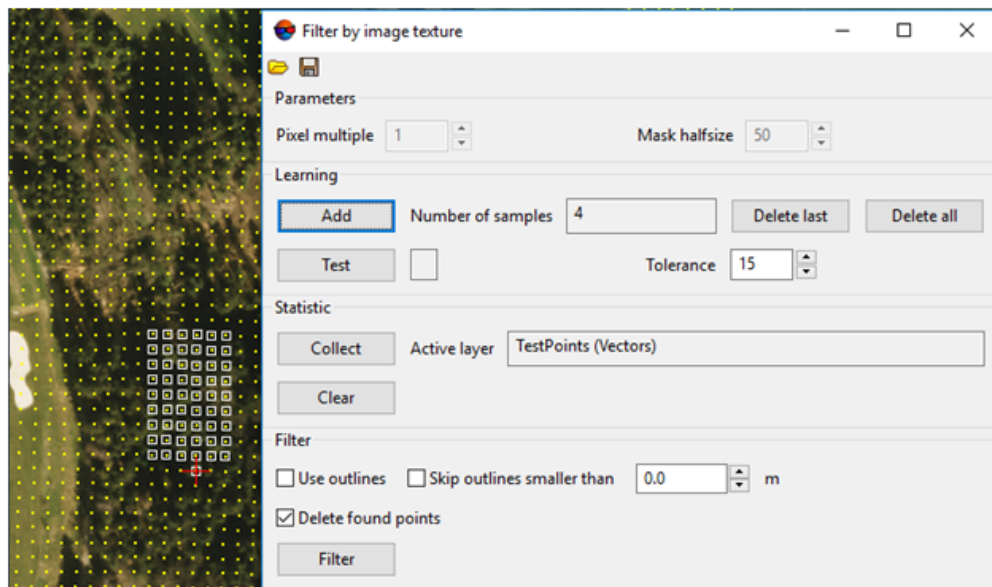 Filter by image texture
Parameters
Pixel multiple 1 Mask halfsize 50
Learning
Add Number of samples 4 Delete last Delete all
Test Tolerance 15
Statistic
Collect Active layer TestPoints (Vectors)
Clear
Filter
Use outlines Skip outlines smaller than 0.0 m
Delete found points
Filter